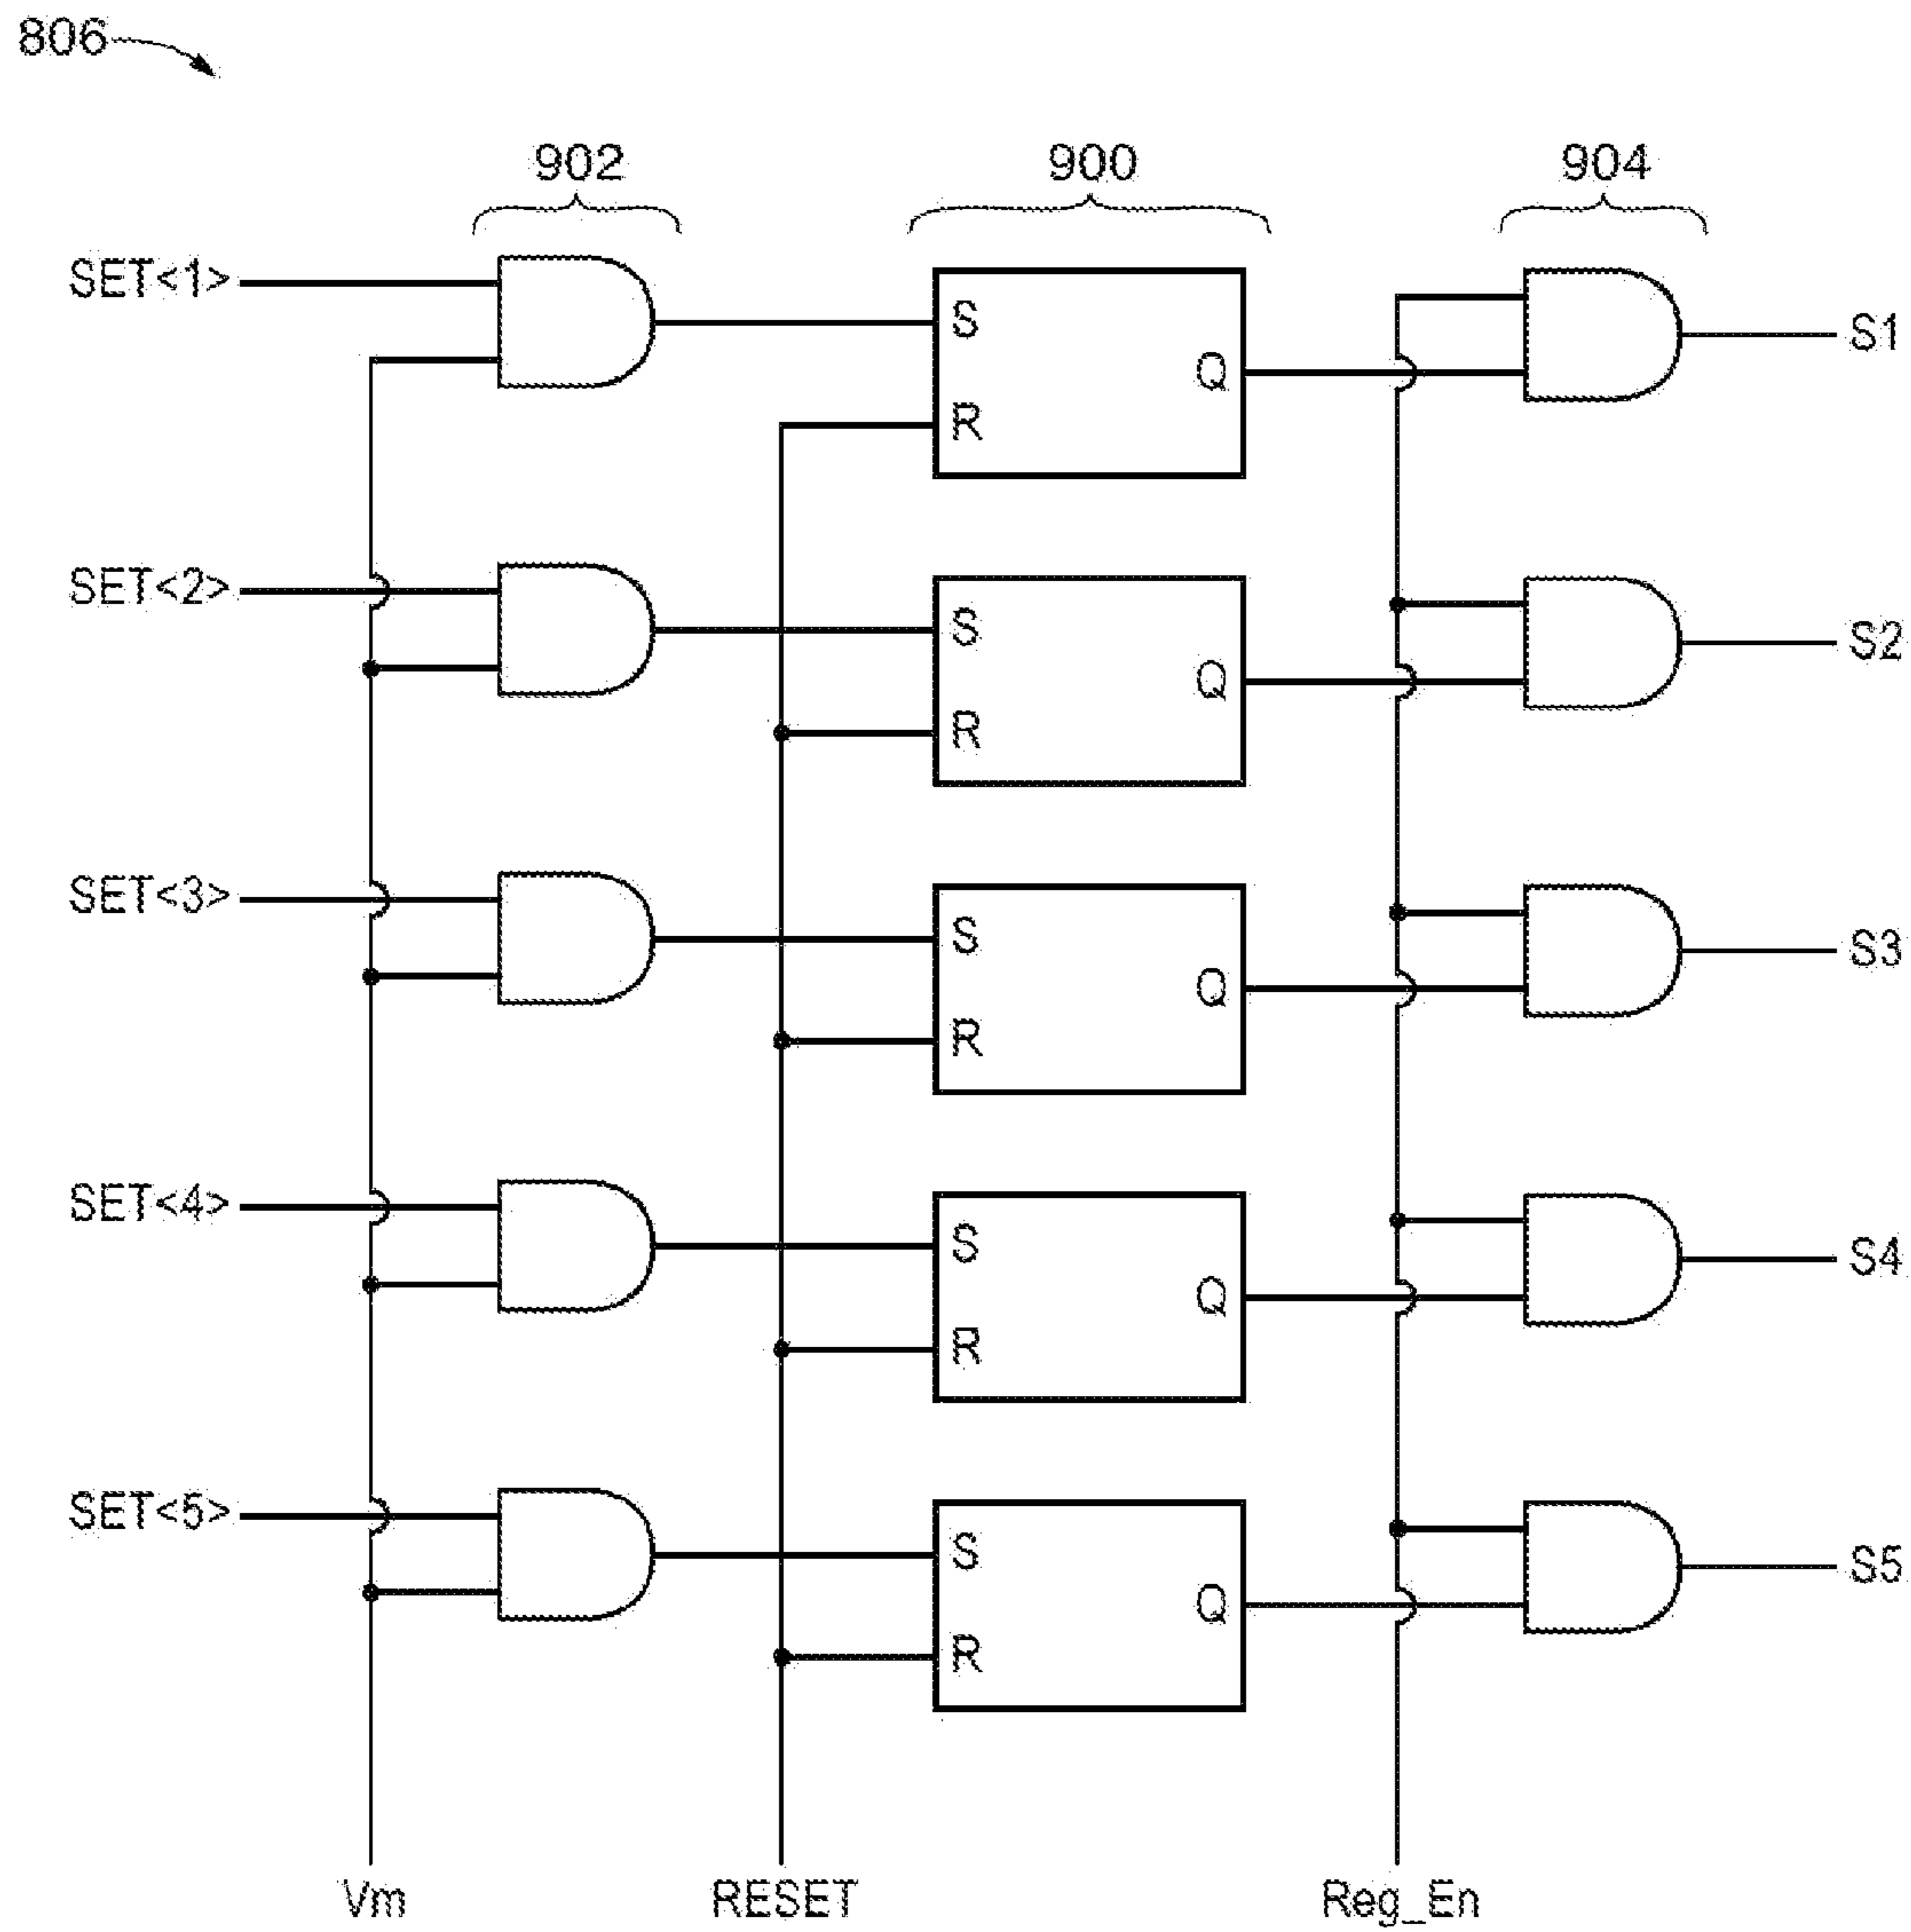 806
902 900 904
SET<1>
S
Q
R
S1
SET<2>
S
Q
R
S2
SET<3>
S
Q
R
S3
SET<4>
S
Q
R
S4
SET<5>
S
Q
R
S5
Vm RESET Reg_En